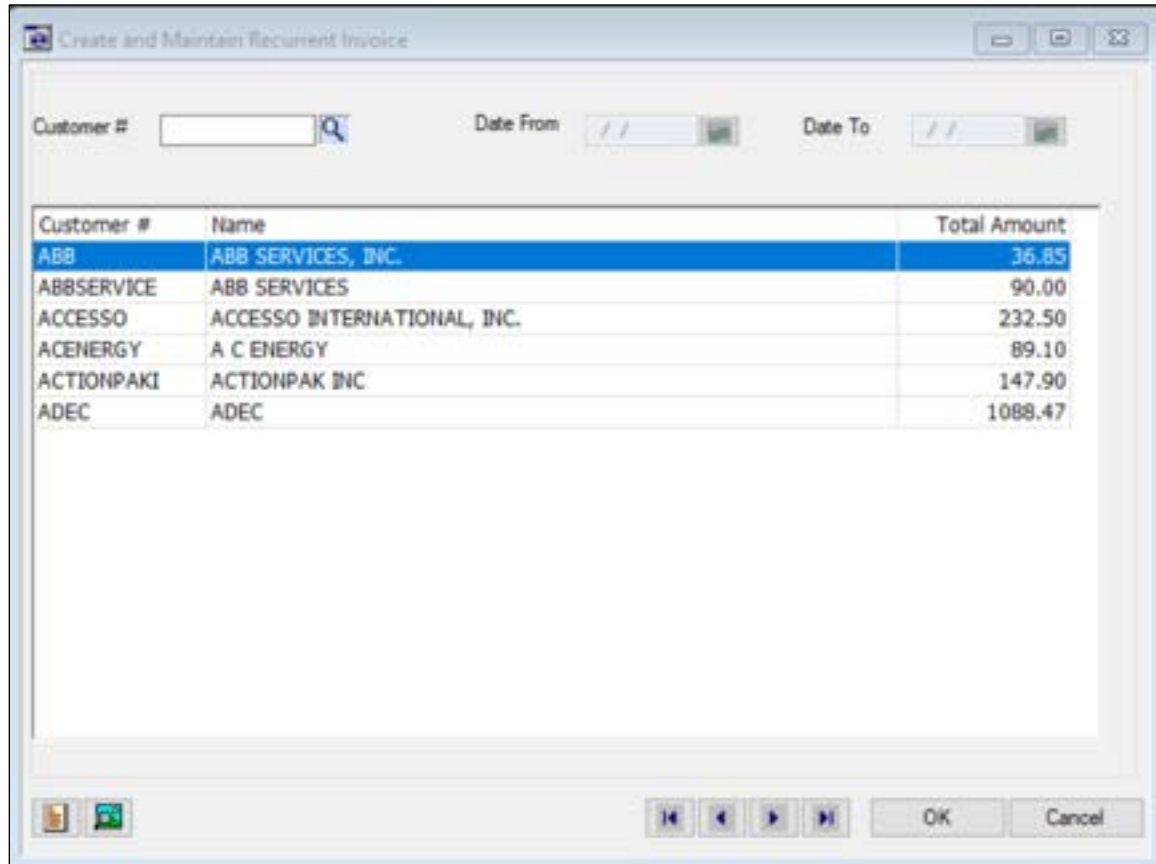 Create and Maintain Recurrent Invoice
Customer # Date From / / Date To / /
Customer # Name Total Amount
ABB ABB SERVICES, INC. 36.85
ABBSERVICE ABB SERVICES 90.00
ACCESSO ACCESSO INTERNATIONAL, INC. 232.50
ACENERGY A C ENERGY 89.10
ACTIONPAKI ACTIONPAK INC 147.90
ADEC ADEC 1088.47
OK Cancel